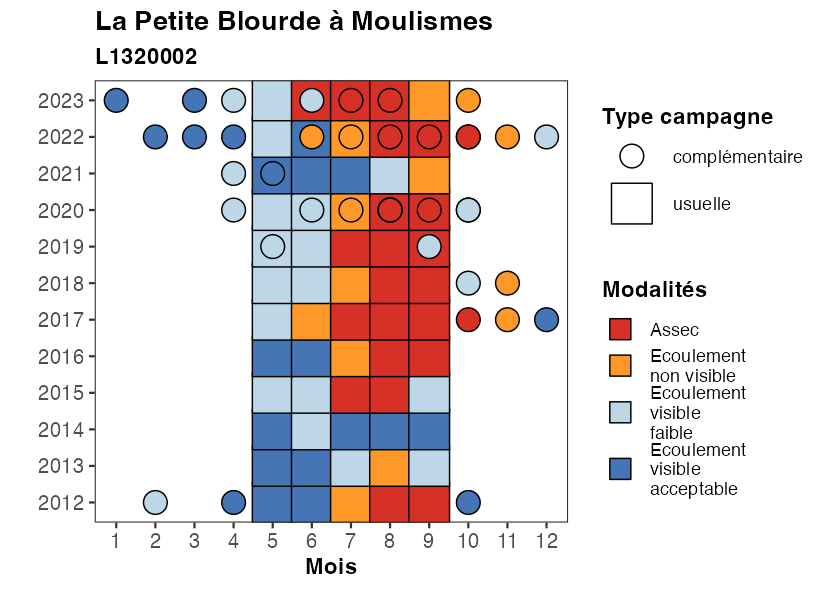 La Petite Blourde à Moulismes
L1320002
2023
2022
2021
2020
2019
2018
2017
2016
2015
2014
2013
2012
1 2 3 4 5 6 7 8 9 10 11 12
Mois
Type campagne
complémentaire
usuelle
Modalités
Assec
Ecoulement
non visible
Ecoulement
visible
faible
Ecoulement
visible
acceptable